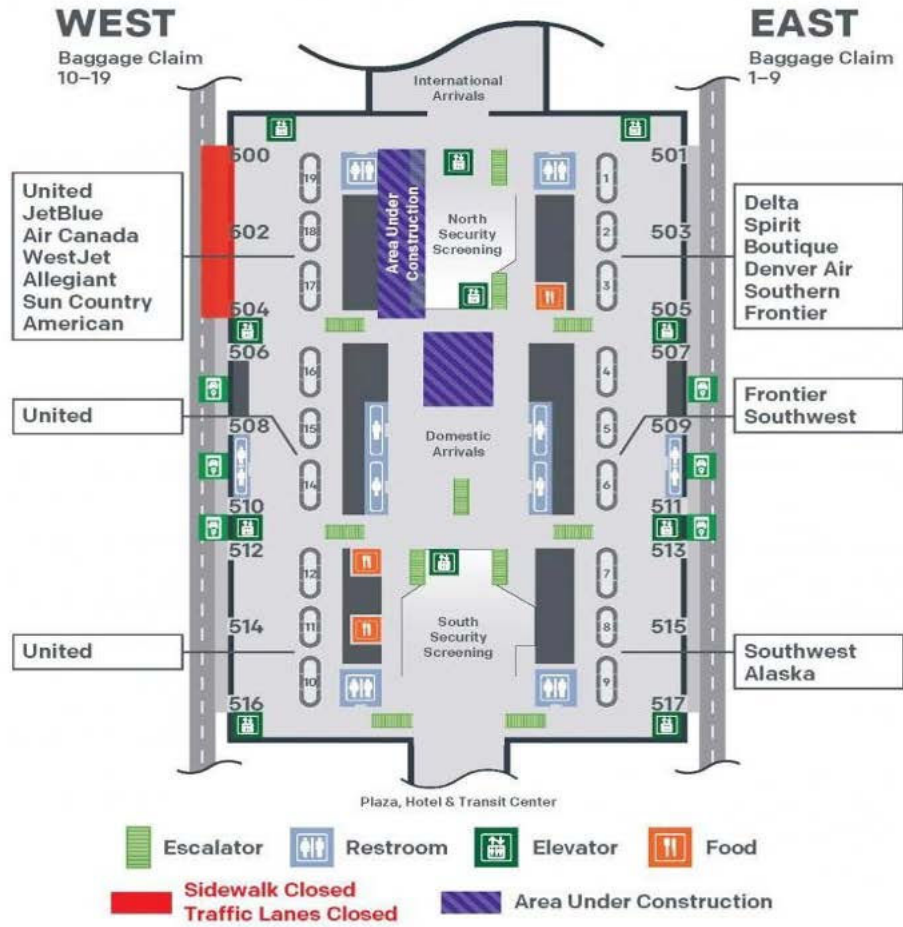 WEST
Baggage Claim
10–19
EAST
Baggage Claim
1–9
International
Arrivals
500
501
19
1
Area Under
Construction
United
JetBlue
Air Canada
WestJet
Allegiant
Sun Country
American
Delta
Spirit
Boutique
Denver Air
Southern
Frontier
502
18
North
Security
Screening
2
503
17
3
504
505
506
507
16
4
United
Frontier
Southwest
508
15
Domestic
Arrivals
5
509
14
6
510
511
512
513
12
7
514
11
South
Security
Screening
8
515
United
Southwest
Alaska
10
9
516
517
Plaza, Hotel & Transit Center
Escalator
Restroom
Elevator
Food
Sidewalk Closed
Traffic Lanes Closed
Area Under Construction